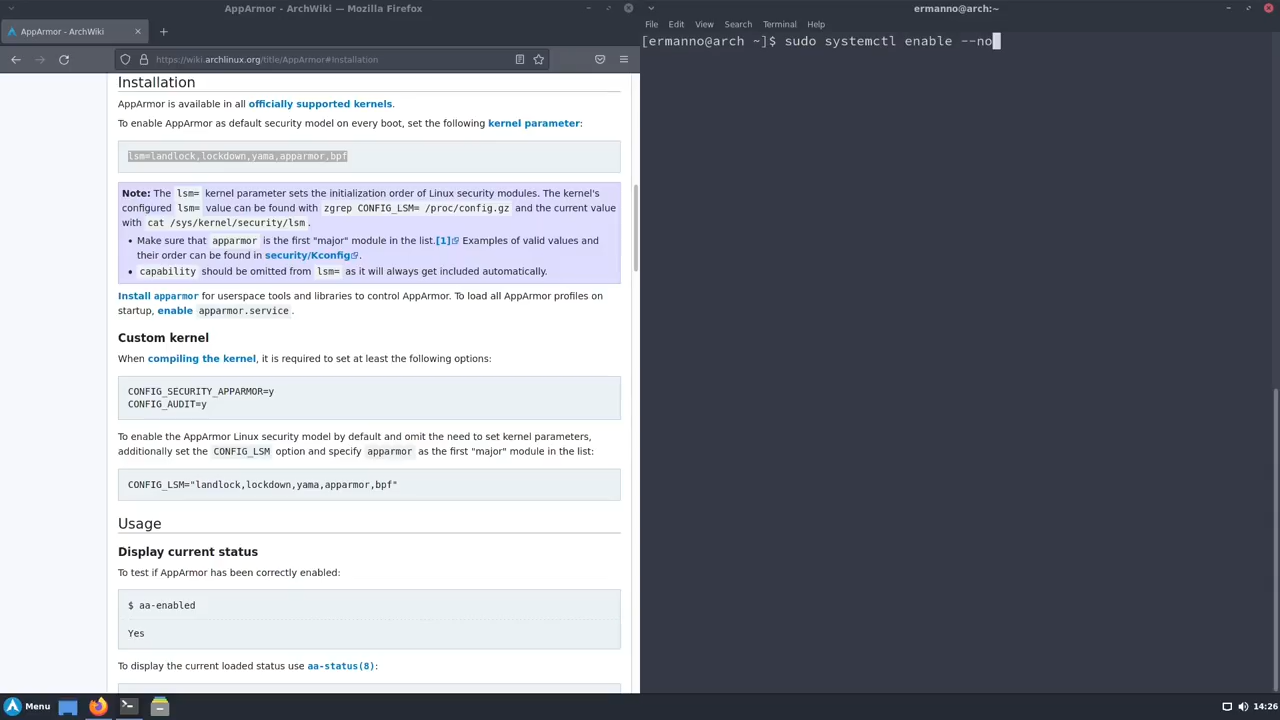 AppArmor - ArchWiki — Mozilla Firefox
AppArmor - ArchWiki
https://wiki.archlinux.org/title/AppArmor#Installation
Installation
AppArmor is available in all officially supported kernels.
To enable AppArmor as default security model on every boot, set the following kernel parameter:
lsm=landlock,lockdown,yama,apparmor,bpf
Note: The lsm= kernel parameter sets the initialization order of Linux security modules. The kernel's
configured lsm= value can be found with zgrep CONFIG_LSM= /proc/config.gz and the current value
with cat /sys/kernel/security/lsm.
• Make sure that apparmor is the first "major" module in the list.[1] Examples of valid values and
their order can be found in security/Kconfig.
• capability should be omitted from lsm= as it will always get included automatically.
Install apparmor for userspace tools and libraries to control AppArmor. To load all AppArmor profiles on
startup, enable apparmor.service.
Custom kernel
When compiling the kernel, it is required to set at least the following options:
CONFIG_SECURITY_APPARMOR=y
CONFIG_AUDIT=y
To enable the AppArmor Linux security model by default and omit the need to set kernel parameters,
additionally set the CONFIG_LSM option and specify apparmor as the first "major" module in the list:
CONFIG_LSM="landlock,lockdown,yama,apparmor,bpf"
Usage
Display current status
To test if AppArmor has been correctly enabled:
$ aa-enabled
Yes
To display the current loaded status use aa-status(8):
ermanno@arch:~
File Edit View Search Terminal Help
[ermanno@arch ~]$ sudo systemctl enable --no
Menu
14:26